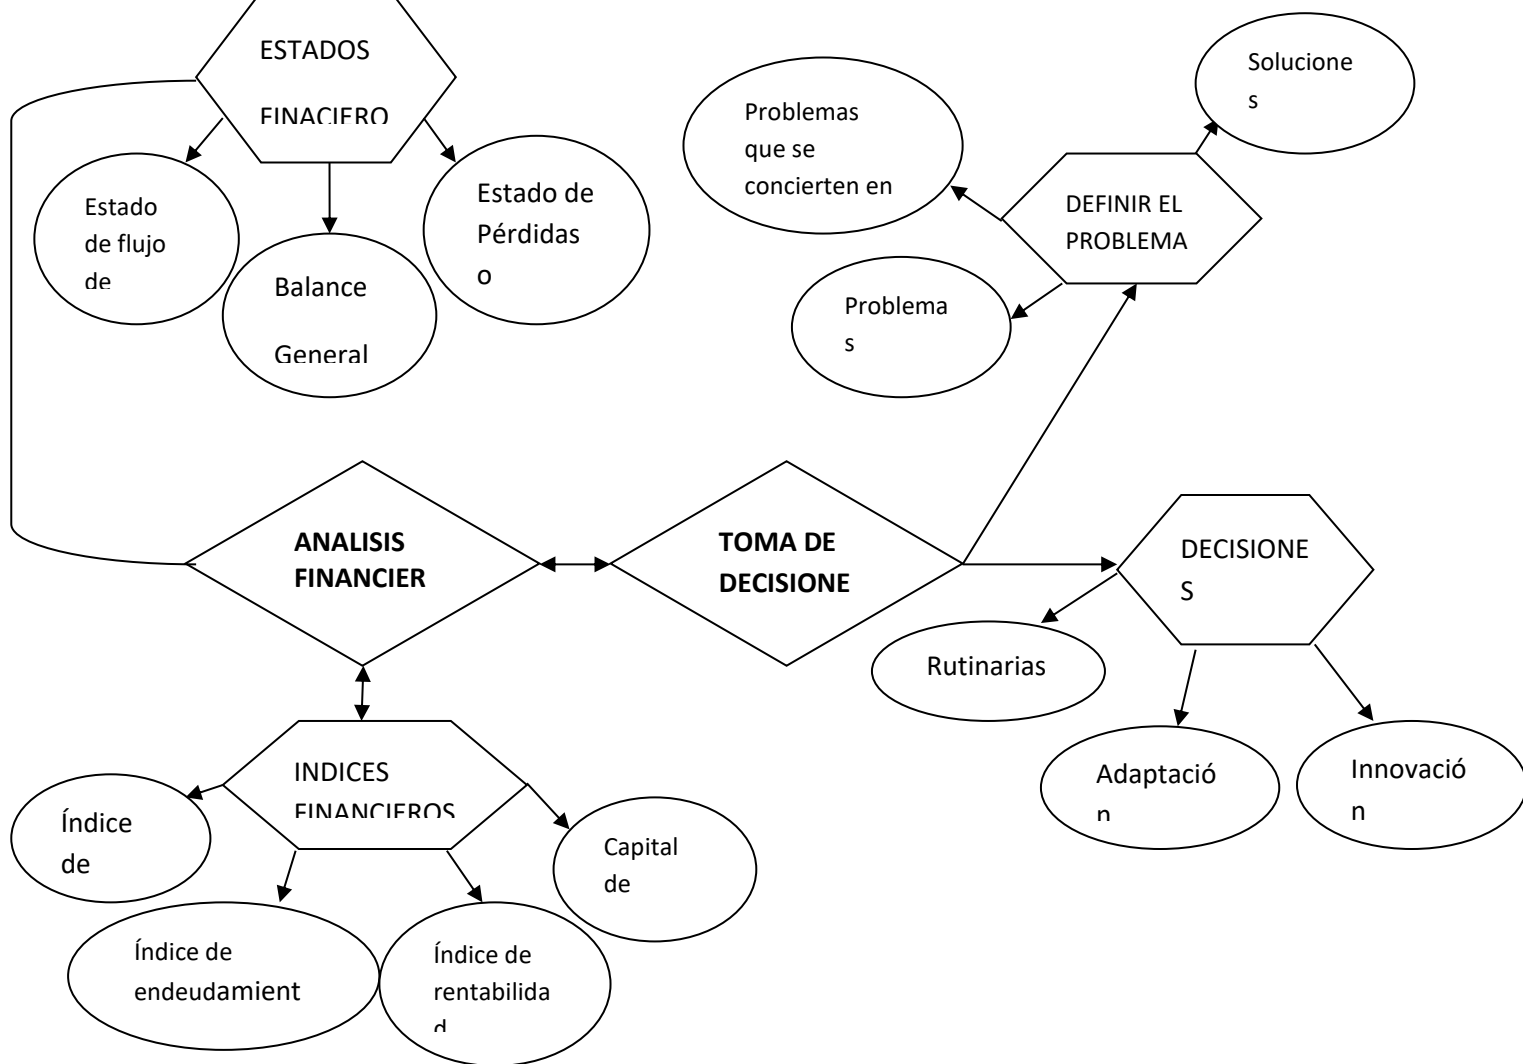 ESTADOS
FINACIERO
Estado
de flujo
de
Balance
General
Estado de
Pérdidas
o
Problemas
que se
concierten en
Solucione
s
DEFINIR EL
PROBLEMA
Problema
s
ANALISIS
FINANCIER
TOMA DE
DECISIONE
DECISIONE
S
Rutinarias
Adaptació
n
Innovació
n
INDICES
FINANCIEROS
Índice
de
Índice de
endeudamient
Índice de
rentabilida
d
Capital
de